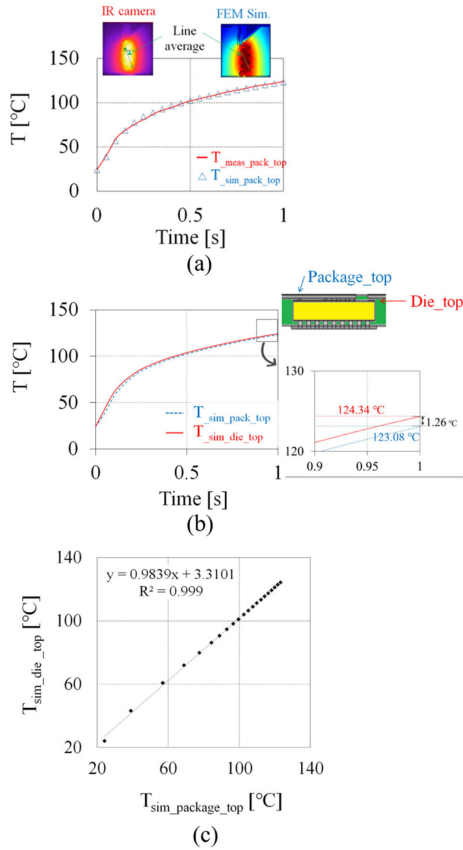 IR camera
FEM Sim.
Line
average
T [°C]
150
100
50
0
T_meas_pack_top
T_sim_pack_top
0
0.5
1
Time [s]
(a)
Package_top
Die_top
T [°C]
150
100
50
0
T_sim_pack_top
T_sim_die_top
0
0.5
1
Time [s]
130
124.34 °C
1.26 °C
123.08 °C
120
0.9
0.95
1
(b)
140
y = 0.9839x + 3.3101
R² = 0.999
100
60
20
Tsim_die _top [°C]
20
60
100
140
Tsim_package_top [°C]
(c)